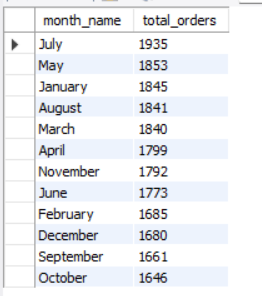 month_name total_orders
July 1935
May 1853
January 1845
August 1841
March 1840
April 1799
November 1792
June 1773
February 1685
December 1680
September 1661
October 1646